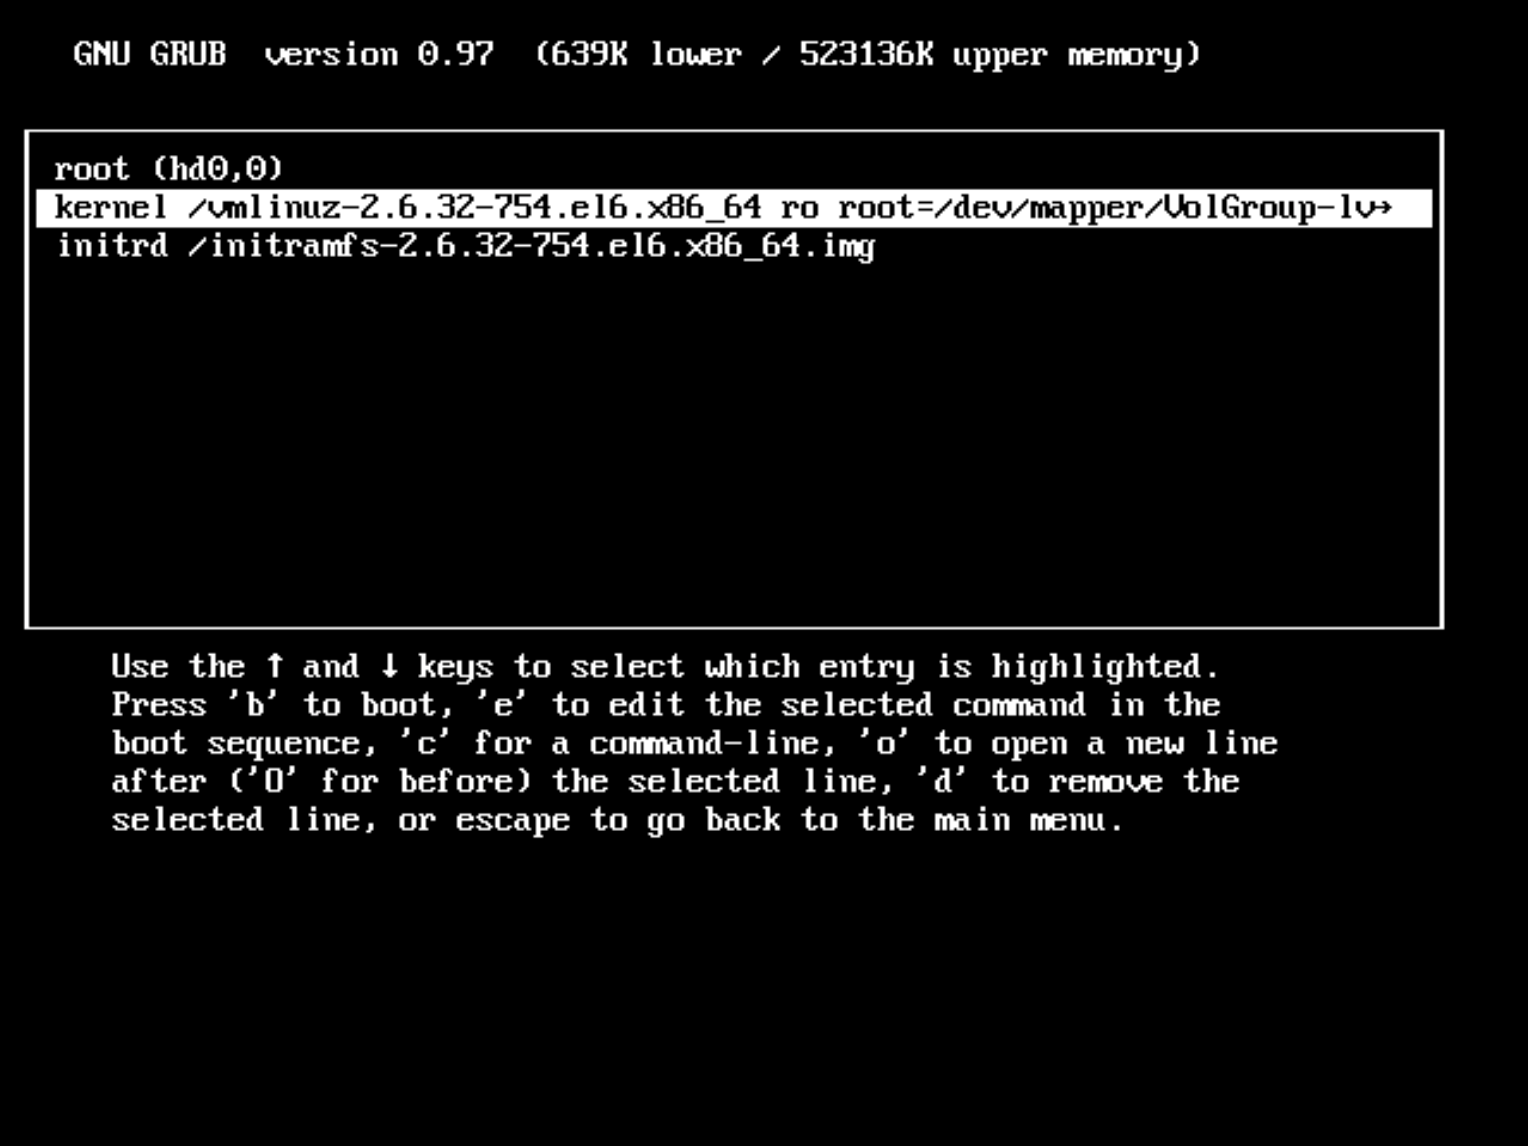 GNU GRUB  version 0.97  (639K lower / 523136K upper memory)
root (hd0,0)
kernel /vmlinuz-2.6.32-754.el6.x86_64 ro root=/dev/mapper/VolGroup-lv→
initrd /initramfs-2.6.32-754.el6.x86_64.img
Use the ↑ and ↓ keys to select which entry is highlighted.
Press 'b' to boot, 'e' to edit the selected command in the
boot sequence, 'c' for a command-line, 'o' to open a new line
after ('O' for before) the selected line, 'd' to remove the
selected line, or escape to go back to the main menu.